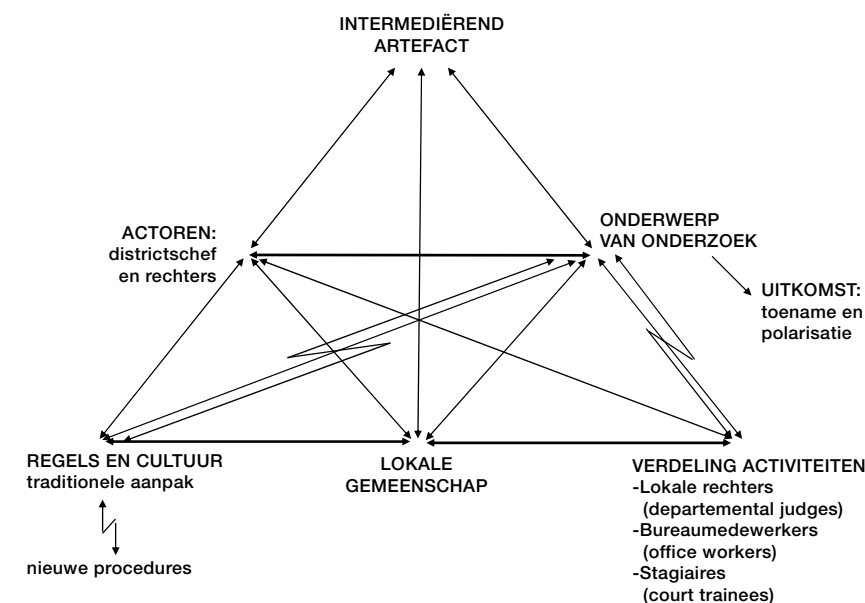 INTERMEDIËREND
ARTEFACT
ACTOREN:
districtschef
en rechters
ONDERWERP
VAN ONDERZOEK
UITKOMST:
toename en
polarisatie
REGELS EN CULTUUR
traditionele aanpak
nieuwe procedures
LOKALE
GEMEENSCHAP
VERDELING ACTIVITEITEN
-Lokale rechters
(departemental judges)
-Bureaumedewerkers
(office workers)
-Stagiaires
(court trainees)